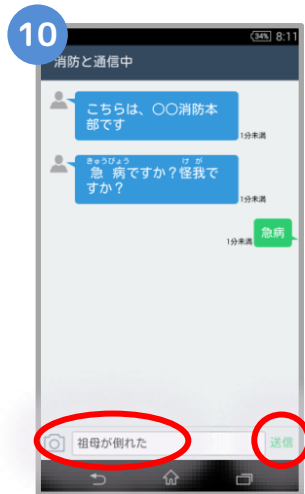 10
34% 8:11
消防と通信中
こちらは、〇〇消防本
部です
1分未満
きゅうびょう けが
急病ですか?怪我で
すか?
1分未満
急病
1分未満
祖母が倒れた
送信